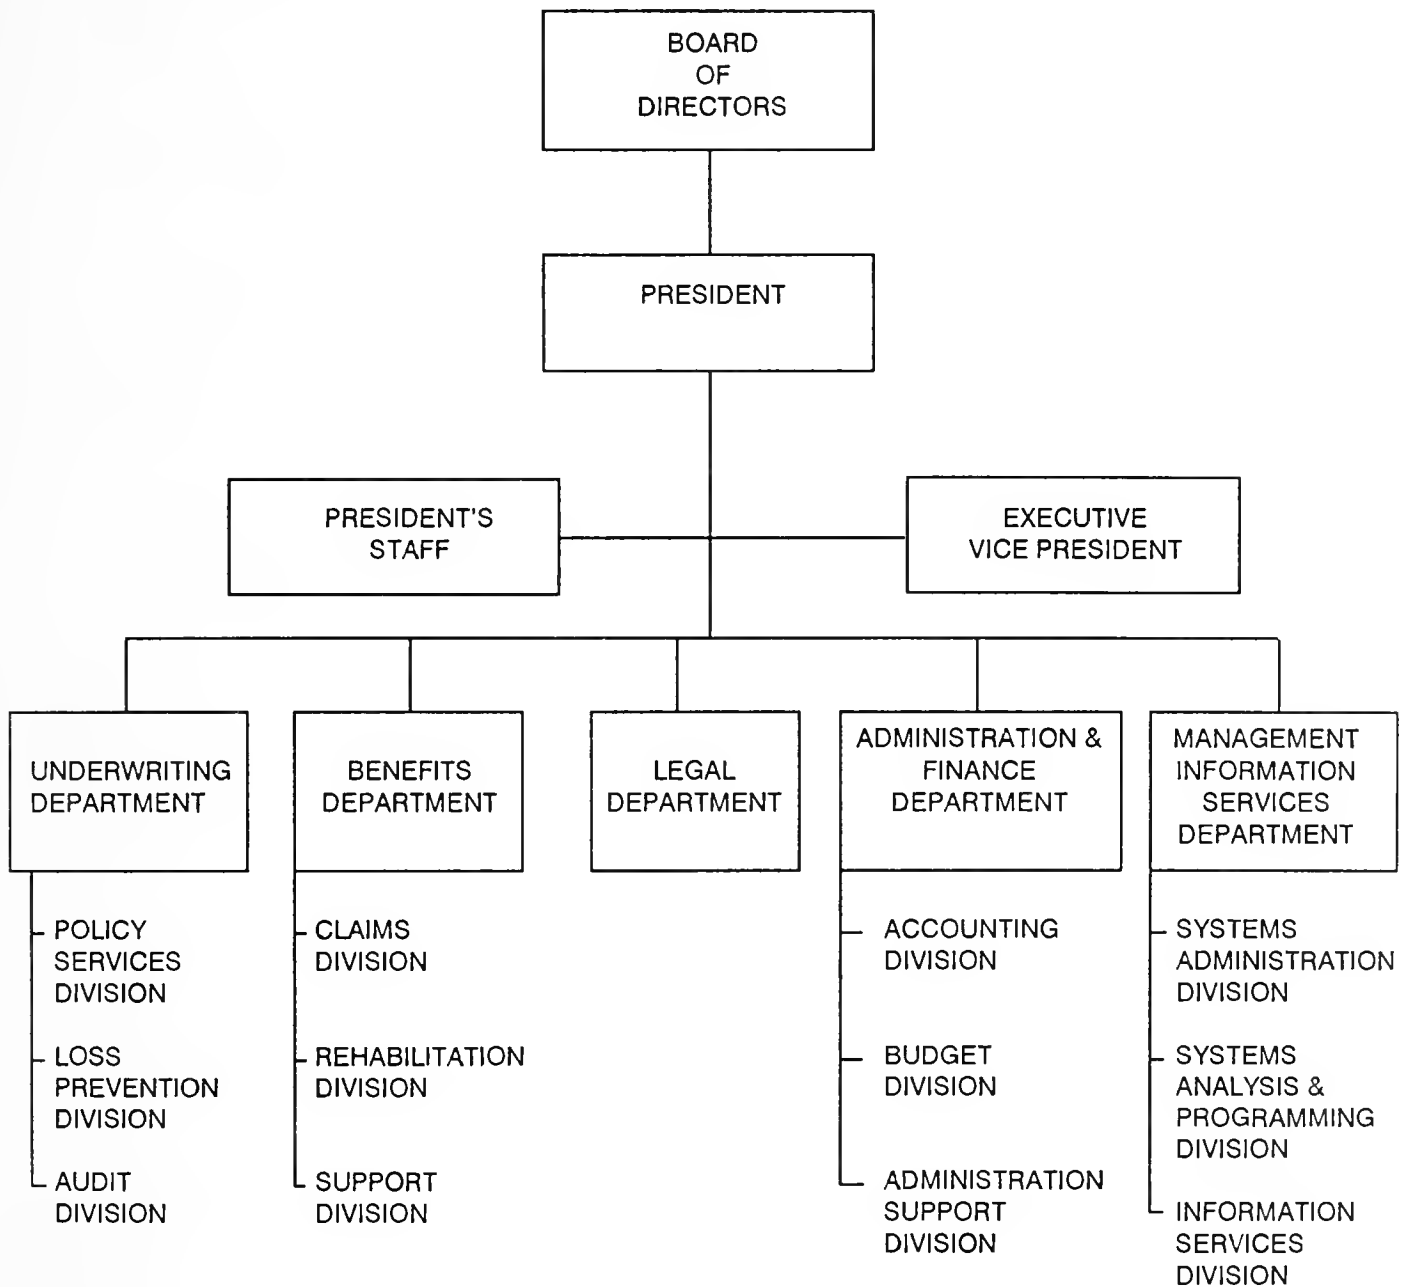 BOARD
OF
DIRECTORS
PRESIDENT
PRESIDENT'S
STAFF
EXECUTIVE
VICE PRESIDENT
UNDERWRITING
DEPARTMENT
BENEFITS
DEPARTMENT
LEGAL
DEPARTMENT
ADMINISTRATION &
FINANCE
DEPARTMENT
MANAGEMENT
INFORMATION
SERVICES
DEPARTMENT
POLICY
SERVICES
DIVISION
LOSS
PREVENTION
DIVISION
AUDIT
DIVISION
CLAIMS
DIVISION
REHABILITATION
DIVISION
SUPPORT
DIVISION
ACCOUNTING
DIVISION
BUDGET
DIVISION
ADMINISTRATION
SUPPORT
DIVISION
SYSTEMS
ADMINISTRATION
DIVISION
SYSTEMS
ANALYSIS &
PROGRAMMING
DIVISION
INFORMATION
SERVICES
DIVISION